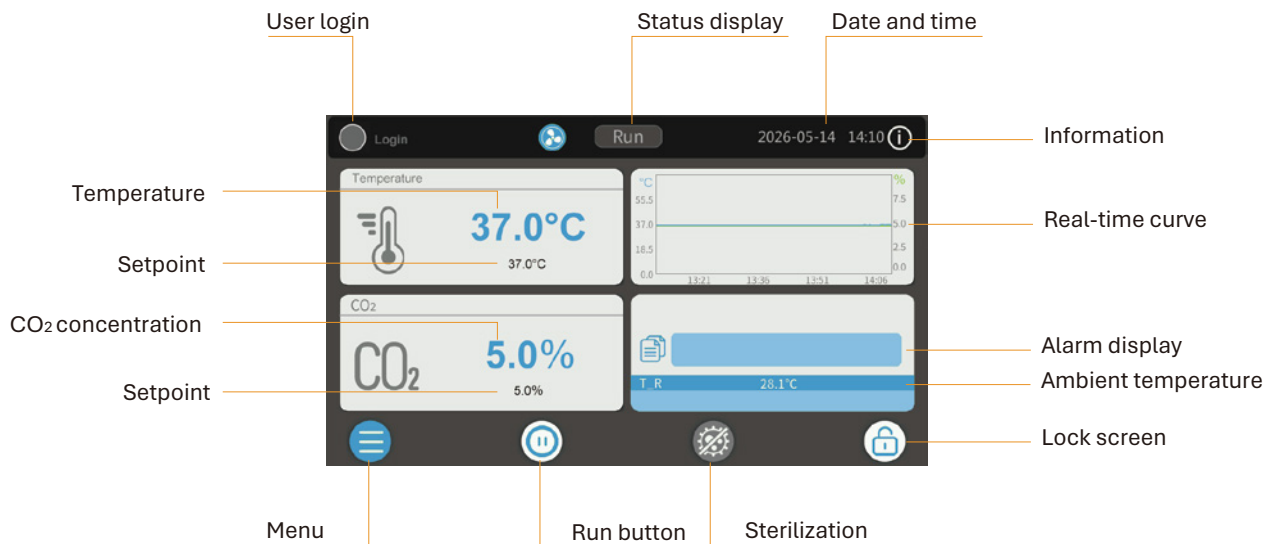 User login
Status display
Date and time
Login
Run
2026-05-14 14:10
Information
Temperature
Temperature
37.0°C
Setpoint
37.0°C
°C
%
55.5
7.5
37.0
5.0
Real-time curve
18.5
2.5
0.0
0.0
13:21 13:36 13:51 14:06
CO₂
CO₂ concentration
CO₂
5.0%
Setpoint
5.0%
Alarm display
T_R 28.1°C
Ambient temperature
Lock screen
Menu
Run button
Sterilization